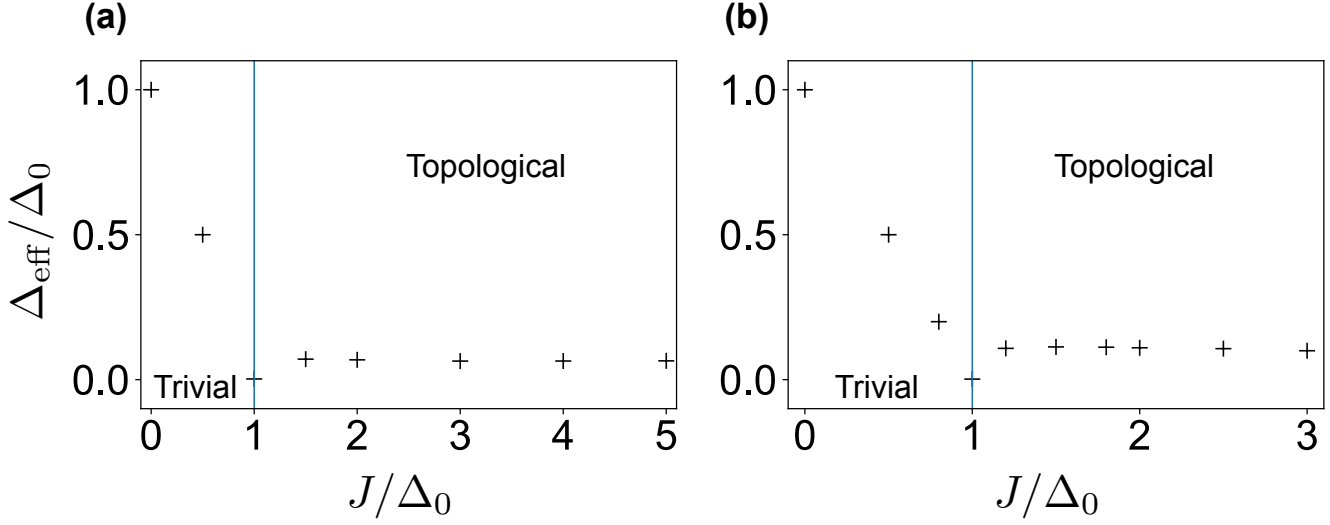 (a)
Δeff/Δ0
1.0
0.5
0.0
Topological
Trivial
0 1 2 3 4 5
J/Δ0
(b)
1.0
0.5
0.0
Topological
Trivial
0 1 2 3
J/Δ0